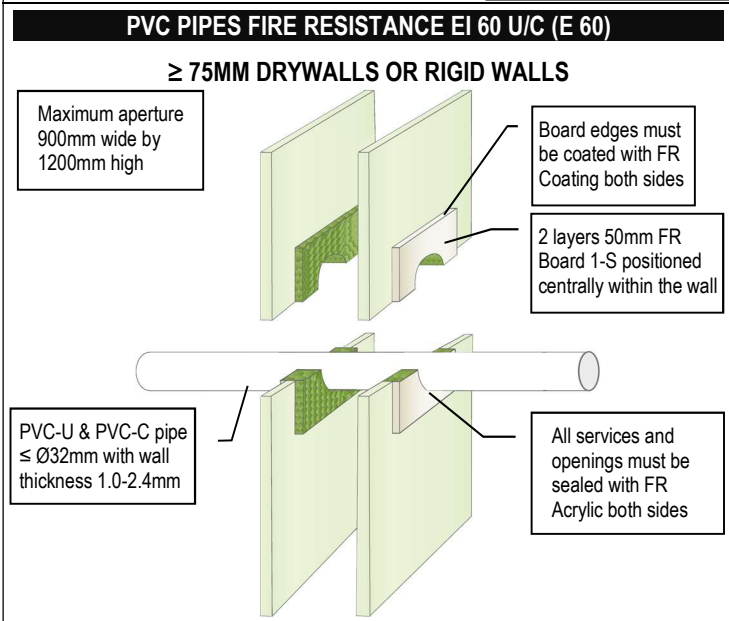 PVC PIPES FIRE RESISTANCE EI 60 U/C (E 60)
≥ 75MM DRYWALLS OR RIGID WALLS
Maximum aperture
900mm wide by
1200mm high
Board edges must
be coated with FR
Coating both sides
2 layers 50mm FR
Board 1-S positioned
centrally within the wall
PVC-U & PVC-C pipe
≤ Ø32mm with wall
thickness 1.0-2.4mm
All services and
openings must be
sealed with FR
Acrylic both sides